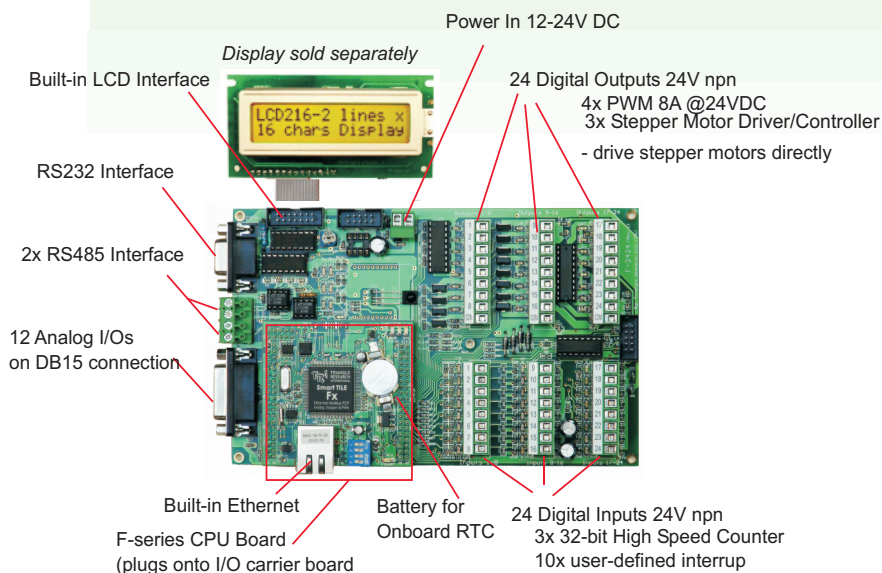 Power In 12-24V DC
Display sold separately
Built-in LCD Interface
24 Digital Outputs 24V npn
4x PWM 8A @24VDC
3x Stepper Motor Driver/Controller
- drive stepper motors directly
LCD216-2 lines x
16 chars Display
RS232 Interface
2x RS485 Interface
12 Analog I/Os
on DB15 connection
TRIANGLE
RESEARCH
INTERNATIONAL
Smart TILE
Fx
F-2424
Built-in Ethernet
Battery for
Onboard RTC
F-series CPU Board
(plugs onto I/O carrier board
24 Digital Inputs 24V npn
3x 32-bit High Speed Counter
10x user-defined interrup